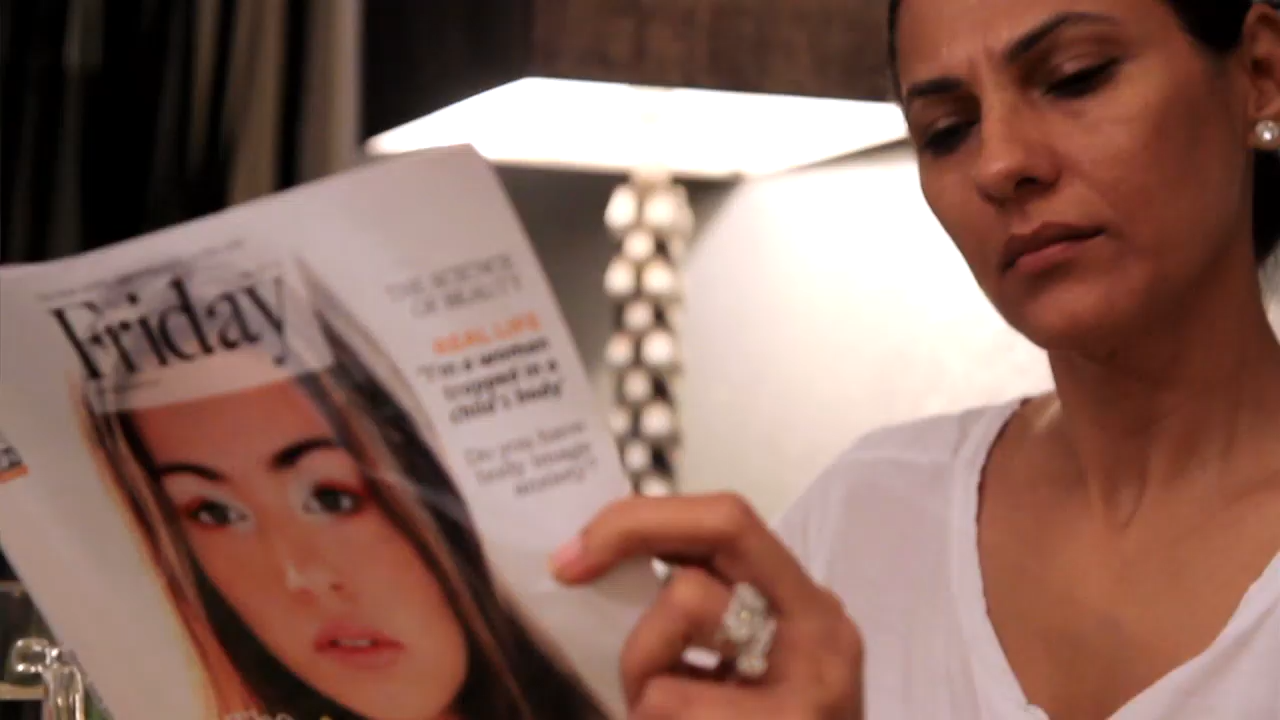 Friday
THE SCIENCE
OF BEAUTY
REAL LIFE
'I'm a woman
trapped in a
child's body'
Do you have
body image
anxiety?